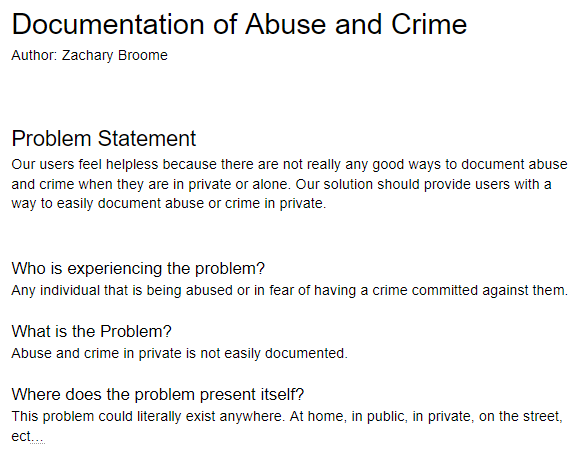 Documentation of Abuse and Crime
Author: Zachary Broome
Problem Statement
Our users feel helpless because there are not really any good ways to document abuse
and crime when they are in private or alone. Our solution should provide users with a
way to easily document abuse or crime in private.
Who is experiencing the problem?
Any individual that is being abused or in fear of having a crime committed against them.
What is the Problem?
Abuse and crime in private is not easily documented.
Where does the problem present itself?
This problem could literally exist anywhere. At home, in public, in private, on the street,
ect…